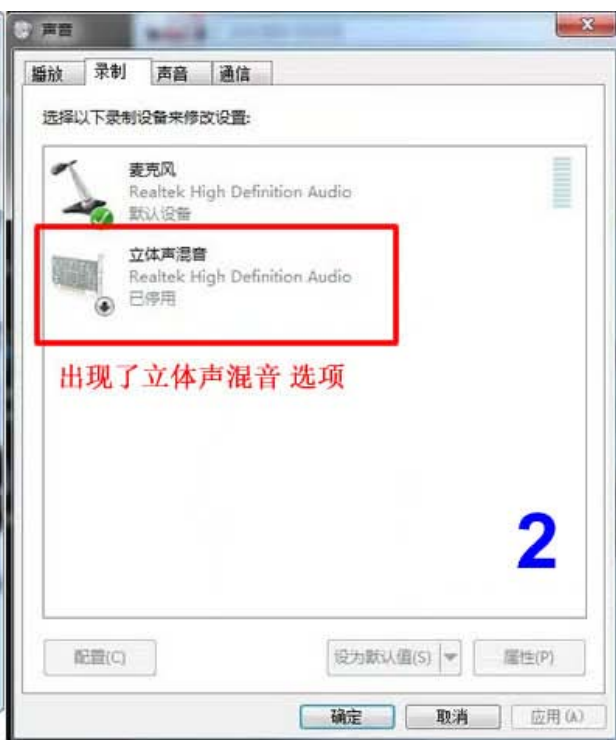 声音
播放 录制 声音 通信
选择以下录制设备来修改设置:
麦克风
Realtek High Definition Audio
默认设备
立体声混音
Realtek High Definition Audio
已停用
出现了立体声混音 选项
2
配置(C) 设为默认值(S) 属性(P)
确定 取消 应用(A)